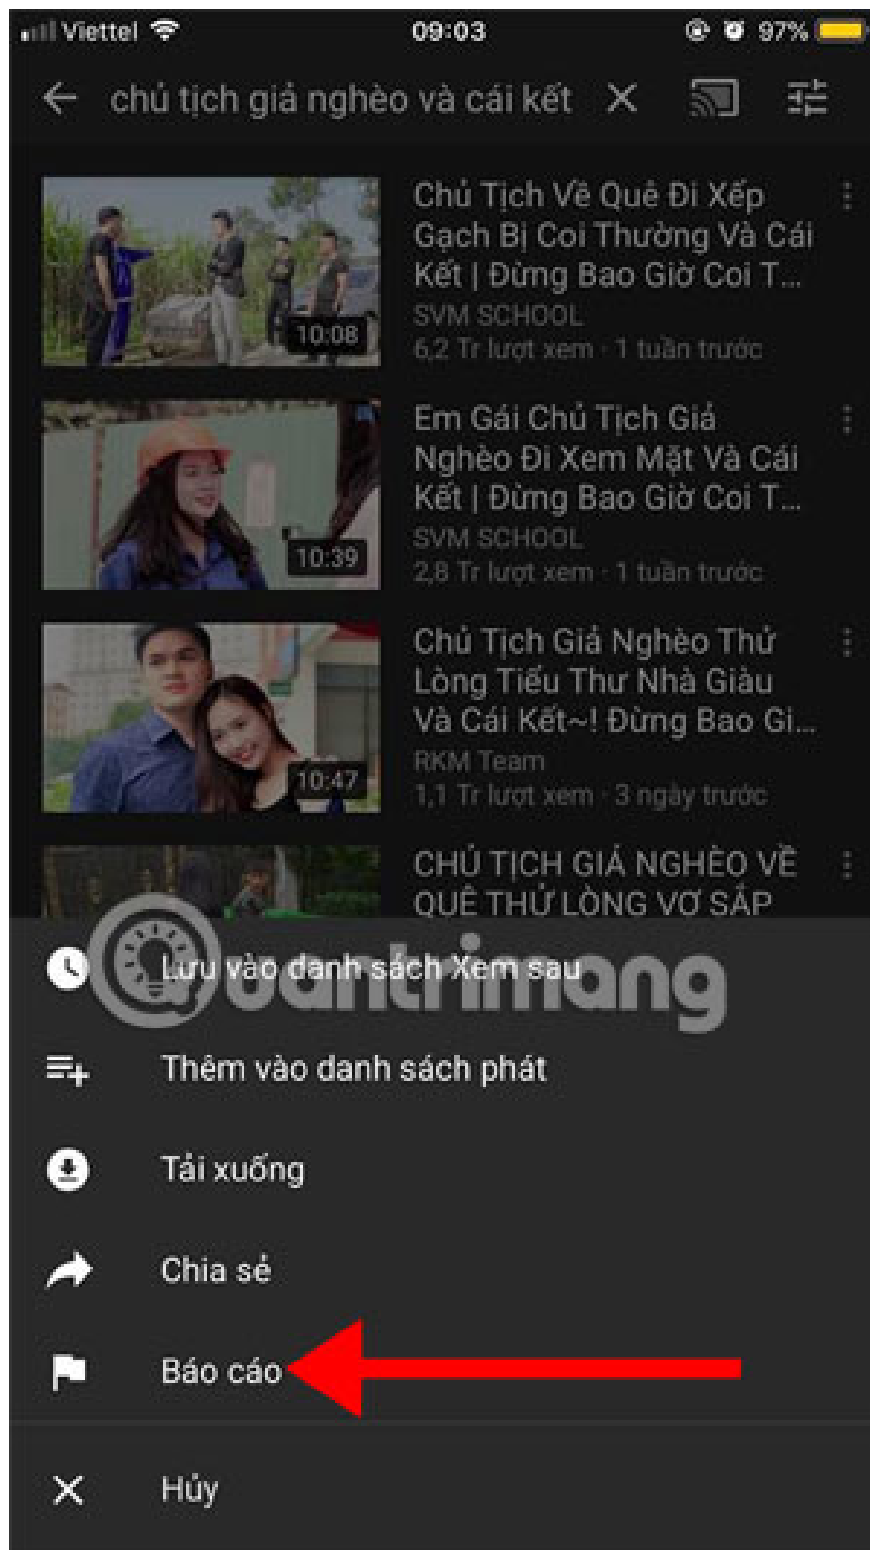 Viettel 09:03 97%
chủ tịch giả nghèo và cái kết
Chủ Tịch Về Quê Đi Xếp
Gạch Bị Coi Thường Và Cái
Kết | Đừng Bao Giờ Coi T...
SVM SCHOOL
6,2 Tr lượt xem · 1 tuần trước
10:08
Em Gái Chủ Tịch Giả
Nghèo Đi Xem Mặt Và Cái
Kết | Đừng Bao Giờ Coi T...
SVM SCHOOL
2,8 Tr lượt xem · 1 tuần trước
10:39
Chủ Tịch Giả Nghèo Thử
Lòng Tiểu Thư Nhà Giàu
Và Cái Kết~! Đừng Bao Gi...
RKM Team
1,1 Tr lượt xem · 3 ngày trước
10:47
CHỦ TỊCH GIẢ NGHÈO VỀ
QUÊ THỬ LÒNG VỢ SẮP
Lưu vào danh sách Xem sau
Quantrimang
Thêm vào danh sách phát
Tải xuống
Chia sẻ
Báo cáo
Hủy